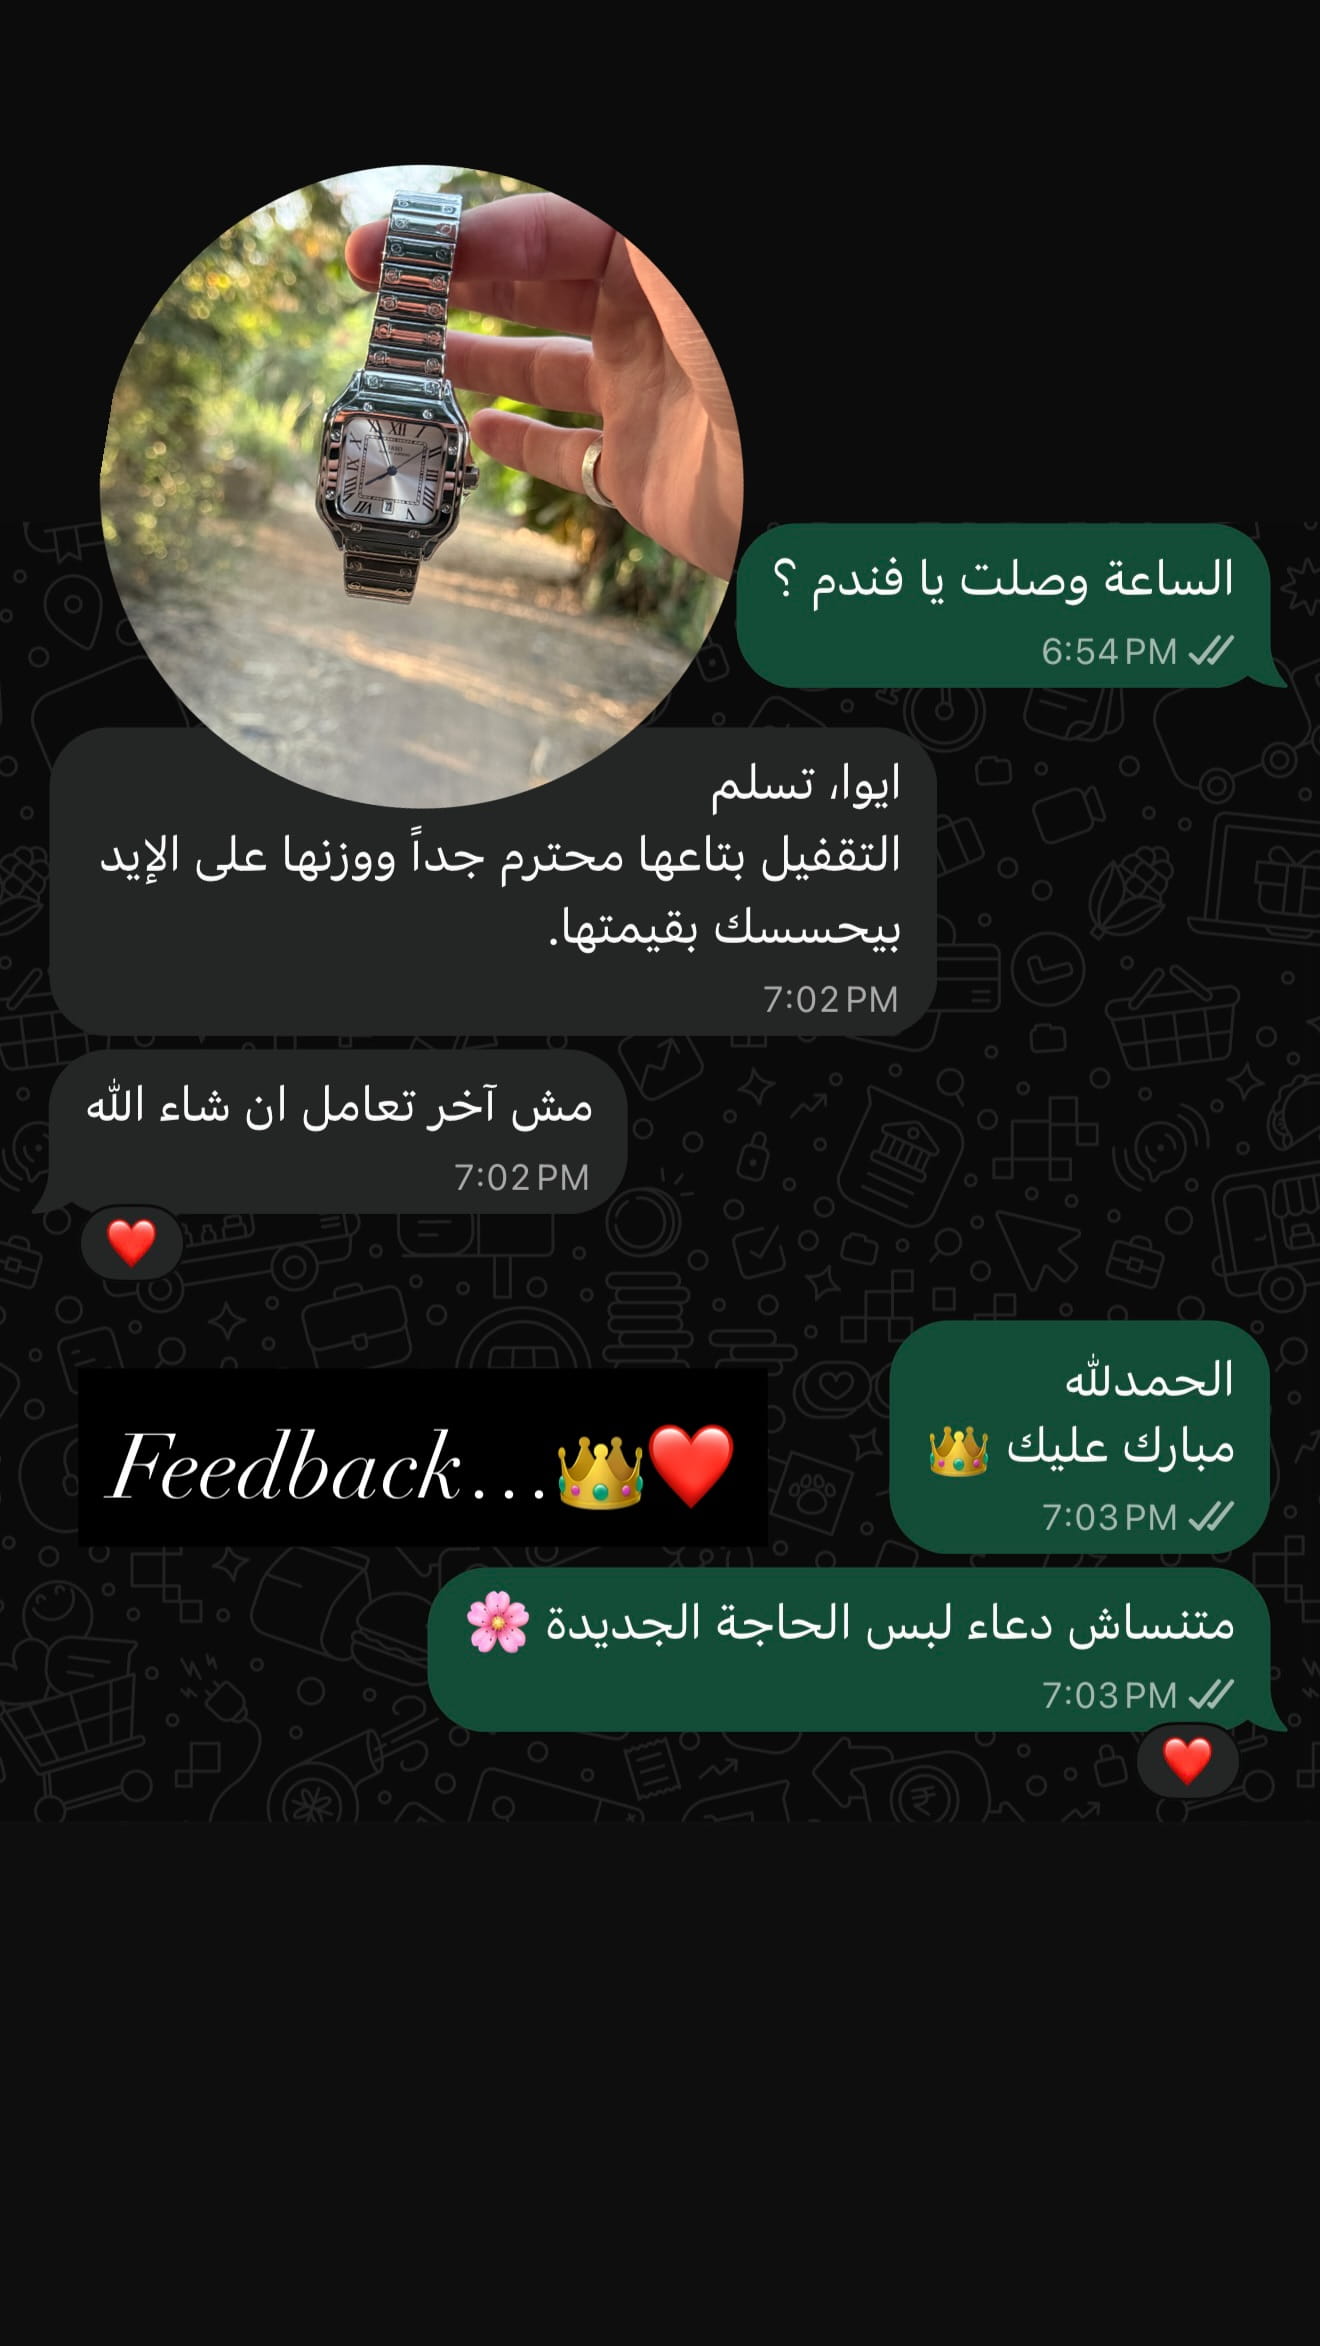 الساعة وصلت يا فندم ؟
6:54 PM
ايوا، تسلم
التقفيل بتاعها محترم جداً ووزنها على الإيد
بيحسسك بقيمتها.
7:02 PM
مش آخر تعامل ان شاء الله
7:02 PM
❤️
الحمدلله
مبارك عليك 👑
7:03 PM
Feedback...👑❤️
متنساش دعاء لبس الحاجة الجديدة 🌸
7:03 PM
❤️